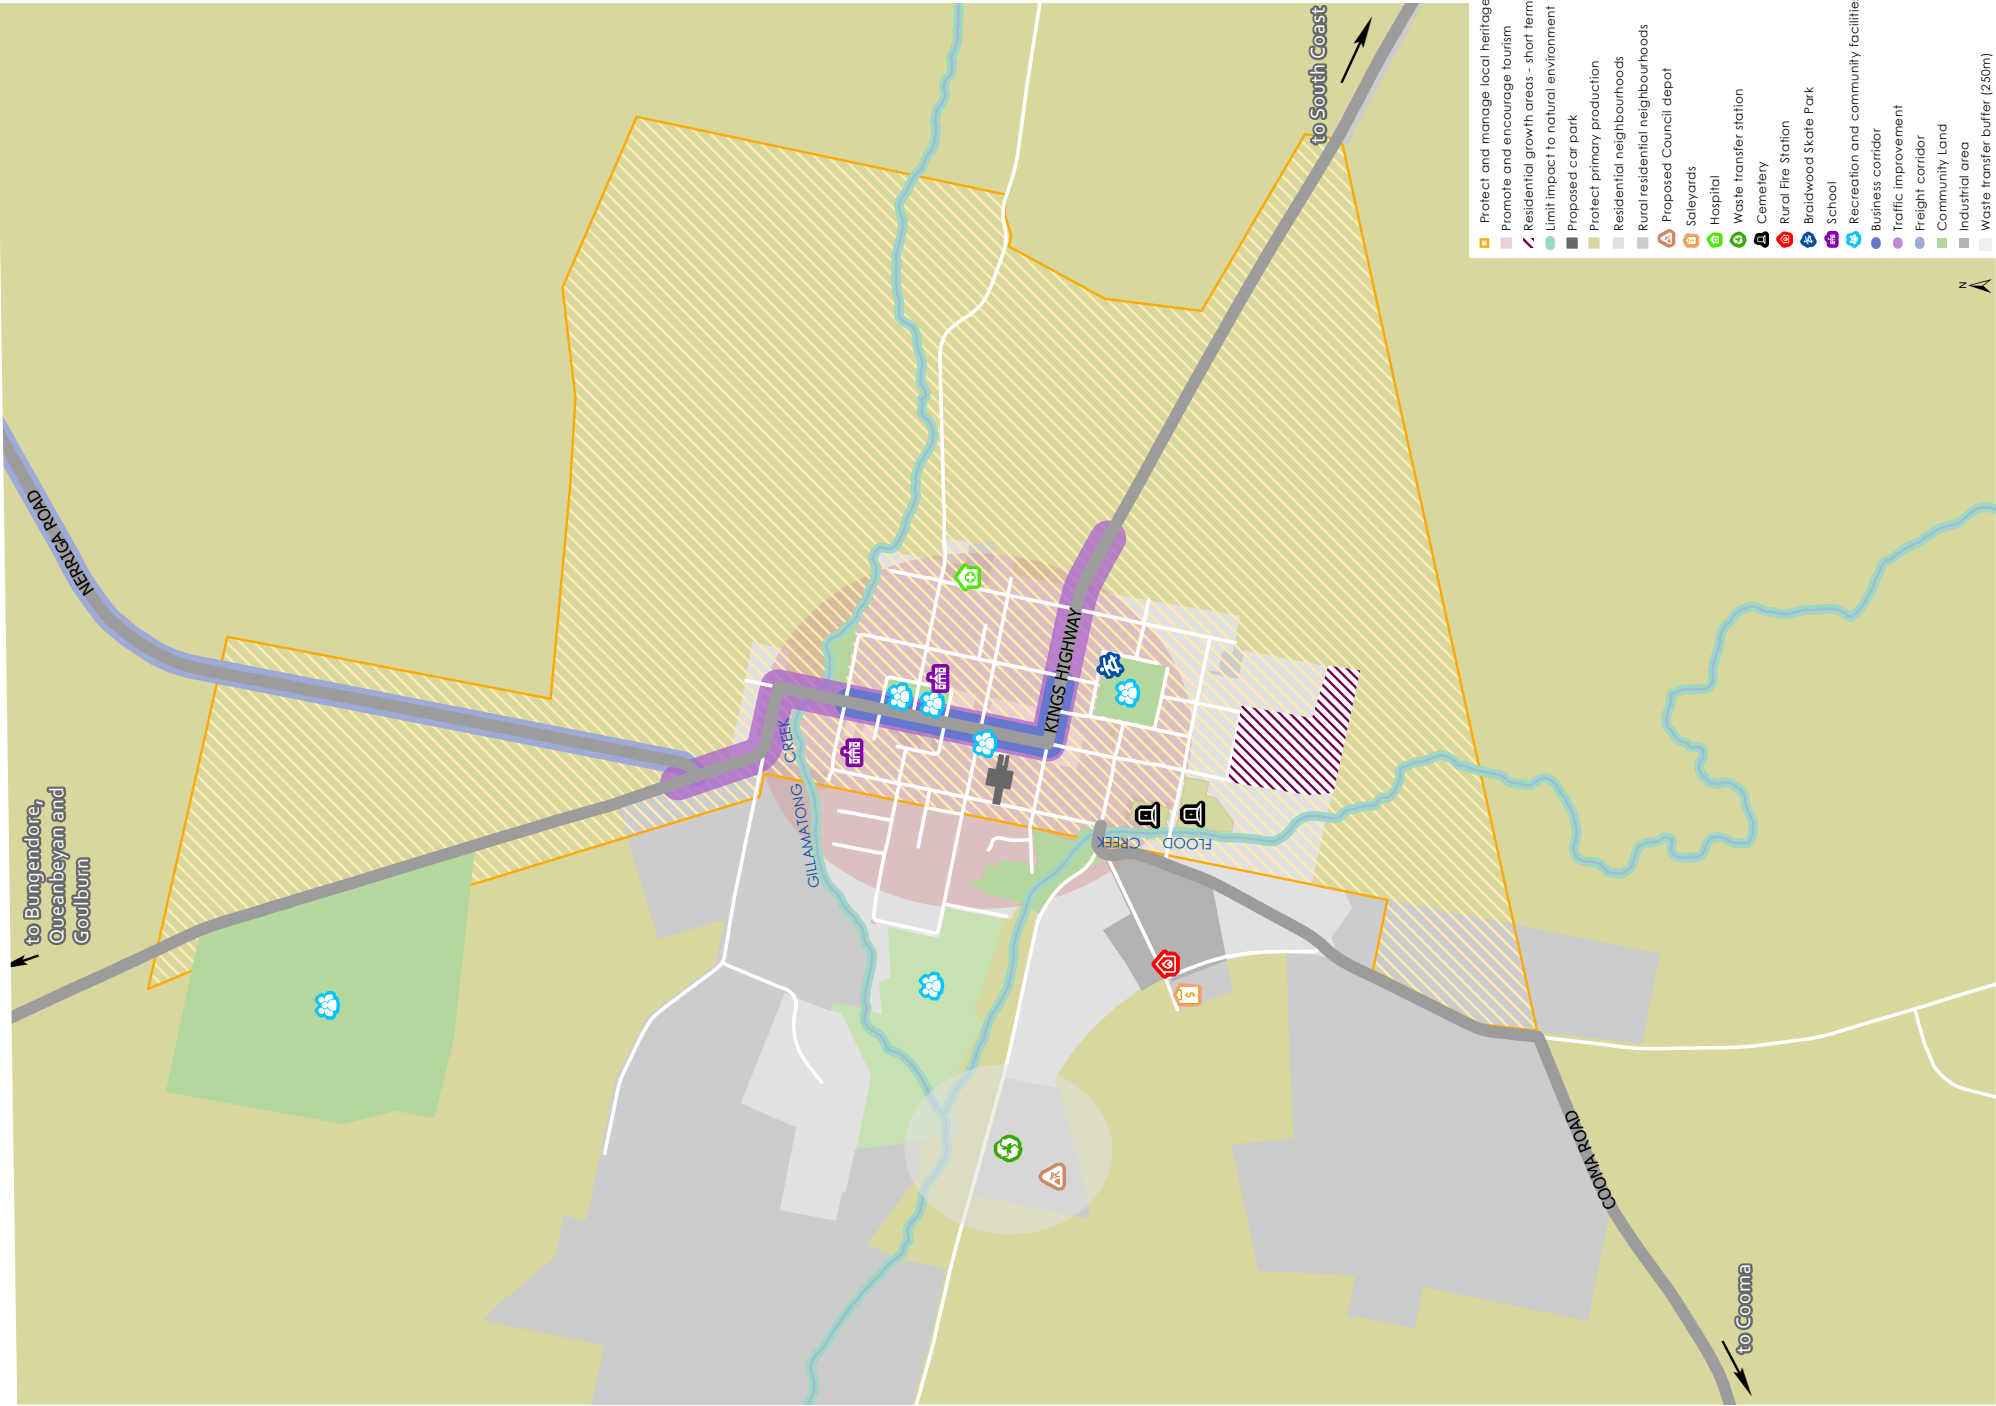 to Bungendore,
Queanbeyan and
Goulburn
NERRIGA ROAD
to South Coast
GILLAMATONG
CREEK
KINGS HIGHWAY
FLOOD
CREEK
COOMA ROAD
to Cooma
Protect and manage local heritage
Promote and encourage tourism
Residential growth areas - short term
Limit impact to natural environment
Proposed car park
Protect primary production
Residential neighbourhoods
Rural residential neighbourhoods
Proposed Council depot
Saleyards
Hospital
Waste transfer station
Cemetery
Rural Fire Station
Braidwood Skate Park
School
Recreation and community facilitie
Business corridor
Traffic improvement
Freight corridor
Community Land
Industrial area
Waste transfer buffer (250m)
N